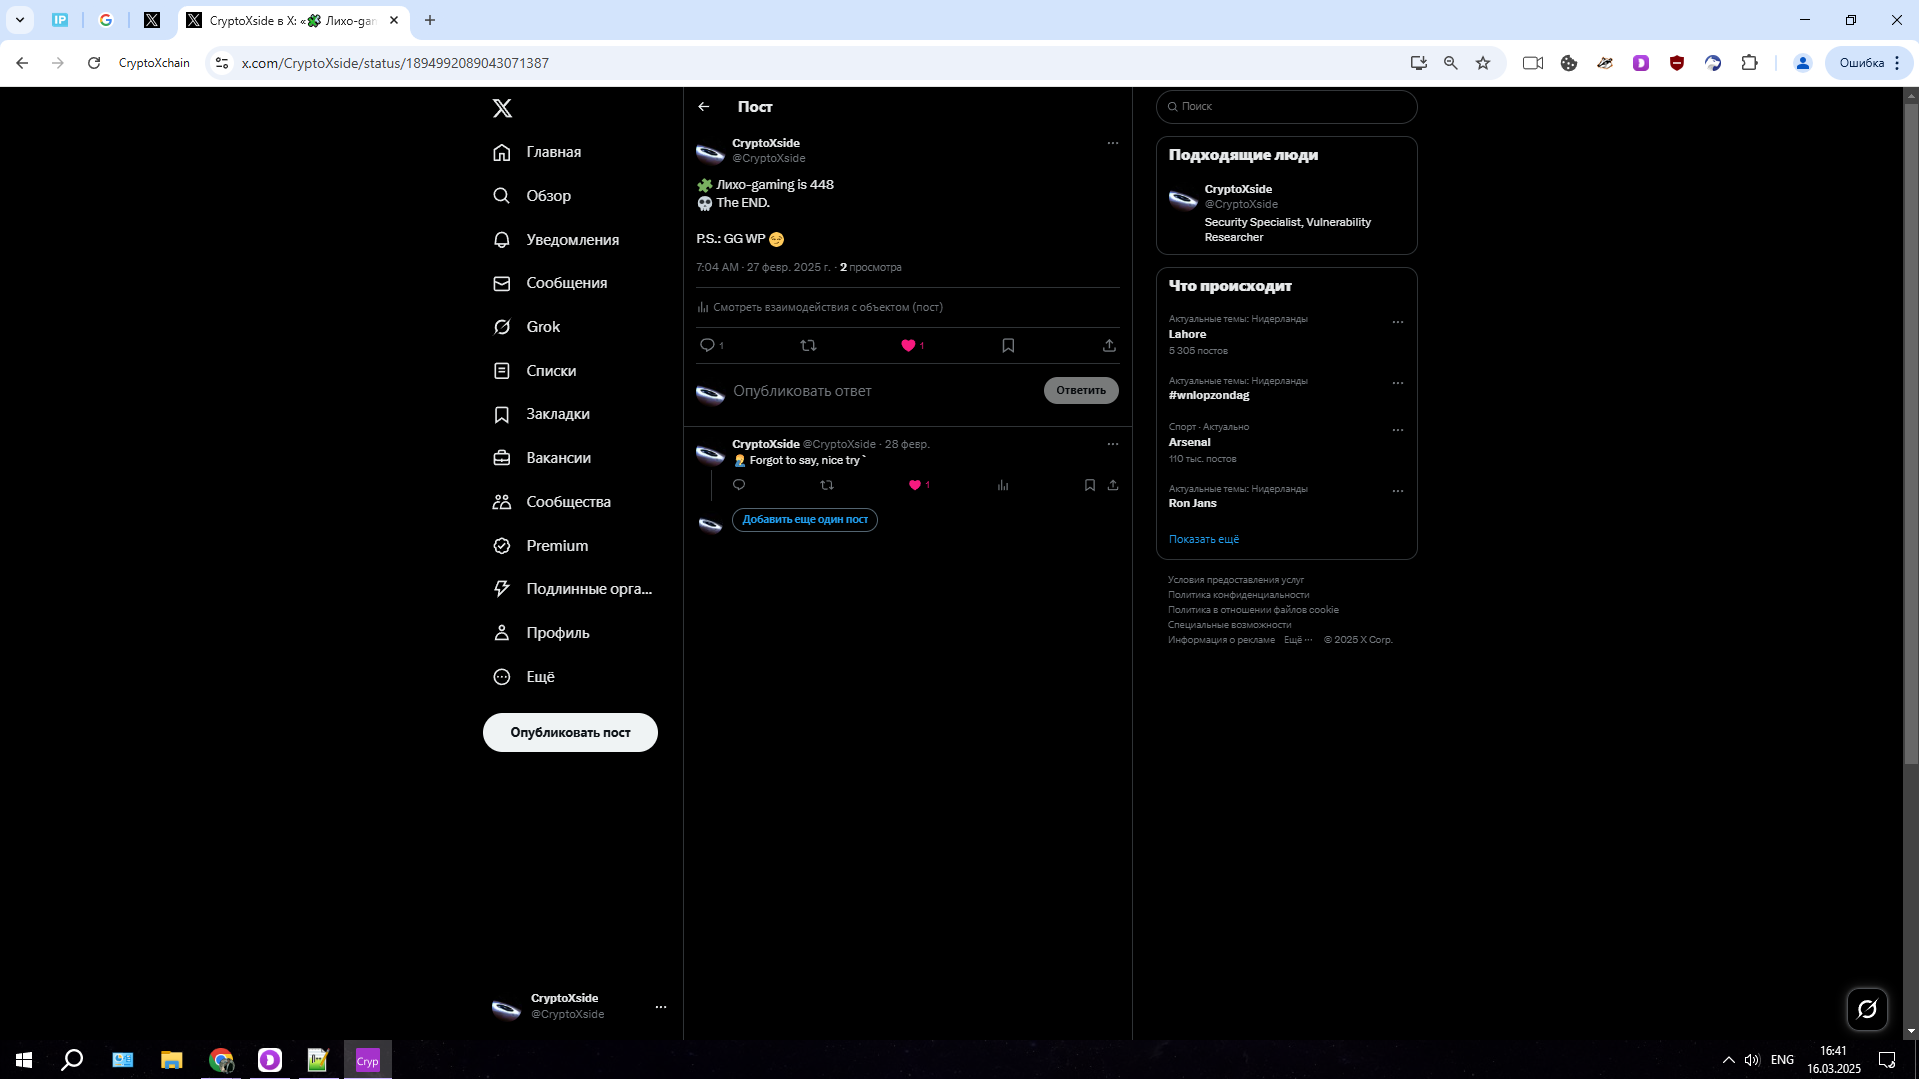 CryptoXside в X: «🧩 Лихо-gan
CryptoXchain
x.com/CryptoXside/status/1894992089043071387
Ошибка
Главная
Обзор
Уведомления
Сообщения
Grok
Списки
Закладки
Вакансии
Сообщества
Premium
Подлинные орга...
Профиль
Ещё
Опубликовать пост
CryptoXside
@CryptoXside
Пост
CryptoXside
@CryptoXside
🧩 Лихо-gaming is 448
💀 The END.
P.S.: GG WP 😏
7:04 AM · 27 февр. 2025 г. · 2 просмотра
Смотреть взаимодействия с объектом (пост)
1
1
Опубликовать ответ
Ответить
CryptoXside @CryptoXside · 28 февр.
🤦‍♂️ Forgot to say, nice try `
1
Добавить еще один пост
Поиск
Подходящие люди
CryptoXside
@CryptoXside
Security Specialist, Vulnerability
Researcher
Что происходит
Актуальные темы: Нидерланды
Lahore
5 305 постов
Актуальные темы: Нидерланды
#wnlopzondag
Спорт · Актуально
Arsenal
110 тыс. постов
Актуальные темы: Нидерланды
Ron Jans
Показать ещё
Условия предоставления услуг
Политика конфиденциальности
Политика в отношении файлов cookie
Специальные возможности
Информация о рекламе Ещё ··· © 2025 X Corp.
IP
Cryp
ENG
16:41
16.03.2025